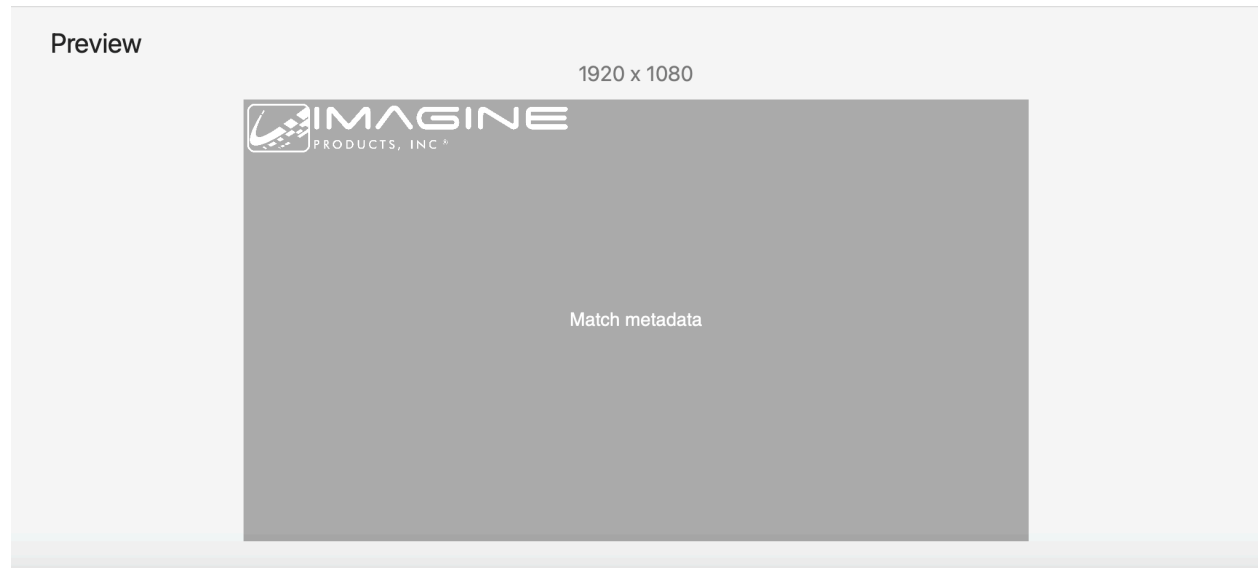 Preview
1920 x 1080
IMAGINE
PRODUCTS, INC®
Match metadata